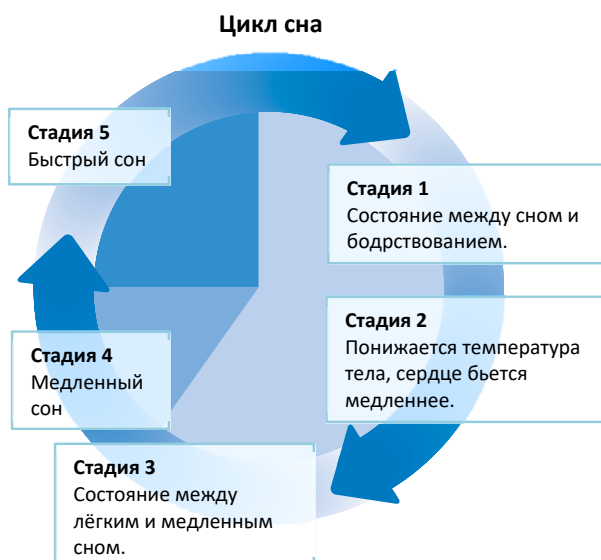 Цикл сна
Стадия 1
Состояние между сном и
бодрствованием.
Стадия 2
Понижается температура
тела, сердце бьется
медленнее.
Стадия 3
Состояние между
лёгким и медленным
сном.
Стадия 4
Медленный
сон
Стадия 5
Быстрый сон